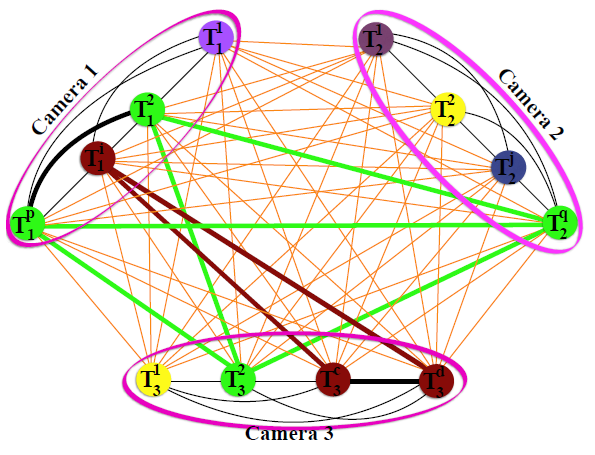 Camera 1
T_1^1
T_1^2
T_1^i
T_1^p
Camera 2
T_2^1
T_2^2
T_2^j
T_2^q
T_3^1
T_3^2
T_3^c
T_3^d
Camera 3